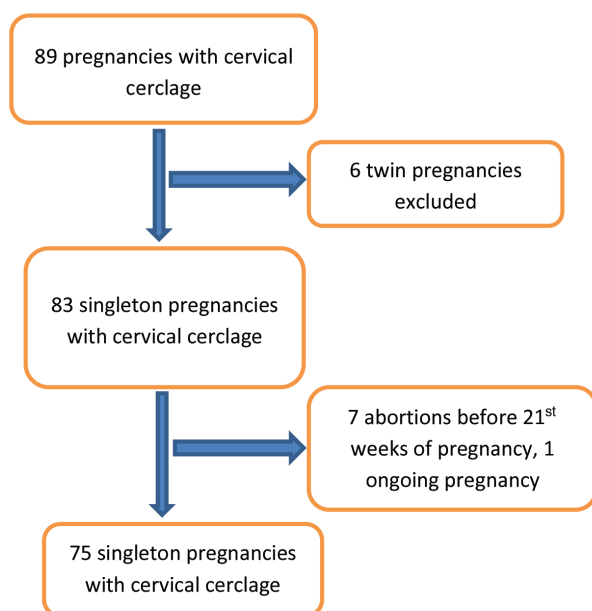 89 pregnancies with cervical
cerclage
6 twin pregnancies
excluded
83 singleton pregnancies
with cervical cerclage
7 abortions before 21st
weeks of pregnancy, 1
ongoing pregnancy
75 singleton pregnancies
with cervical cerclage